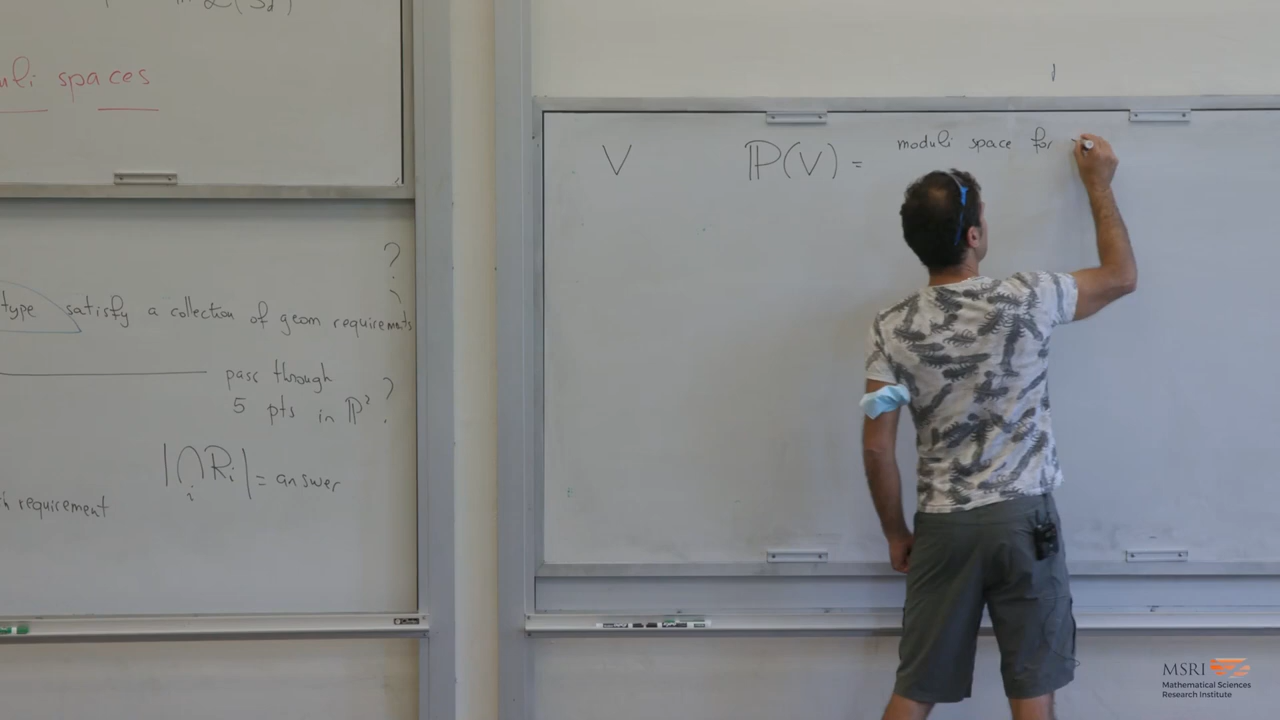 spaces
?
type satisfy a collection of geom requirements
pass through
5 pts in ℙ² ?
|⋂ᵢ Rᵢ| = answer
requirement
V ℙ(V) = moduli space for
MSRI
Mathematical Sciences
Research Institute